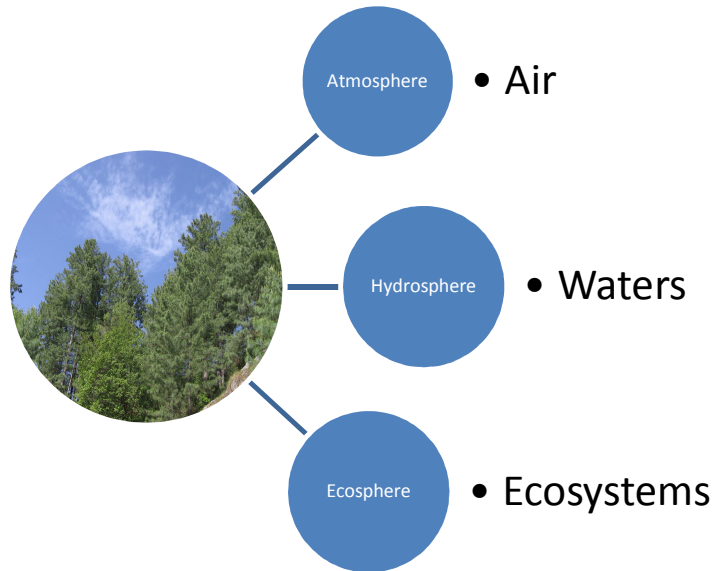 Atmosphere
• Air
Hydrosphere
• Waters
Ecosphere
• Ecosystems